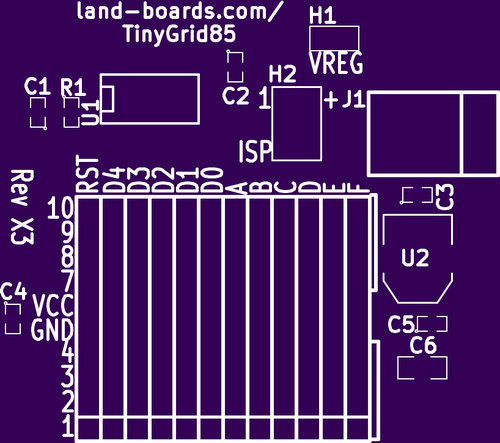 land-boards.com/
TinyGrid85
H1
VREG
H2
1
+
J1
ISP
C1
R1
U1
C2
RST
D4
D3
D2
D1
D0
A
B
C
D
E
F
C3
Rev X3
10
9
8
7
VCC
GND
4
3
2
1
C4
U2
C5
C6